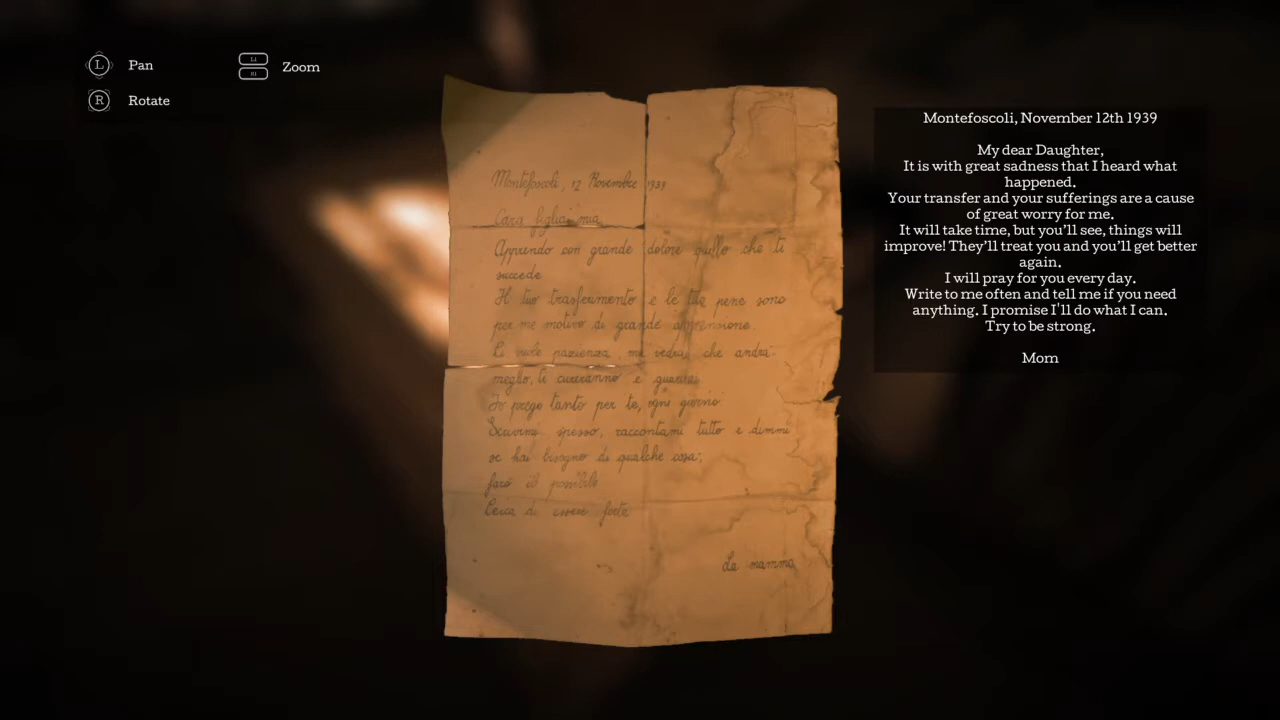 Pan
Zoom
Rotate
Montefoscoli, 12 Novembre 1939
Cara figlia mia,
Apprendo con grande dolore quello che ti
succede
Il tuo trasferimento e le tue pene sono
per me motivo di grande apprensione.
Ci vuole pazienza, ma vedrai che andrà
meglio, ti cureranno e guarirai
Io prego tanto per te, ogni giorno
Scrivimi spesso, raccontami tutto e dimmi
se hai bisogno di qualche cosa;
farò il possibile
Cerca di essere forte
La mamma
Montefoscoli, November 12th 1939
My dear Daughter,
It is with great sadness that I heard what
happened.
Your transfer and your sufferings are a cause
of great worry for me.
It will take time, but you'll see, things will
improve! They'll treat you and you'll get better
again.
I will pray for you every day.
Write to me often and tell me if you need
anything. I promise I'll do what I can.
Try to be strong.
Mom